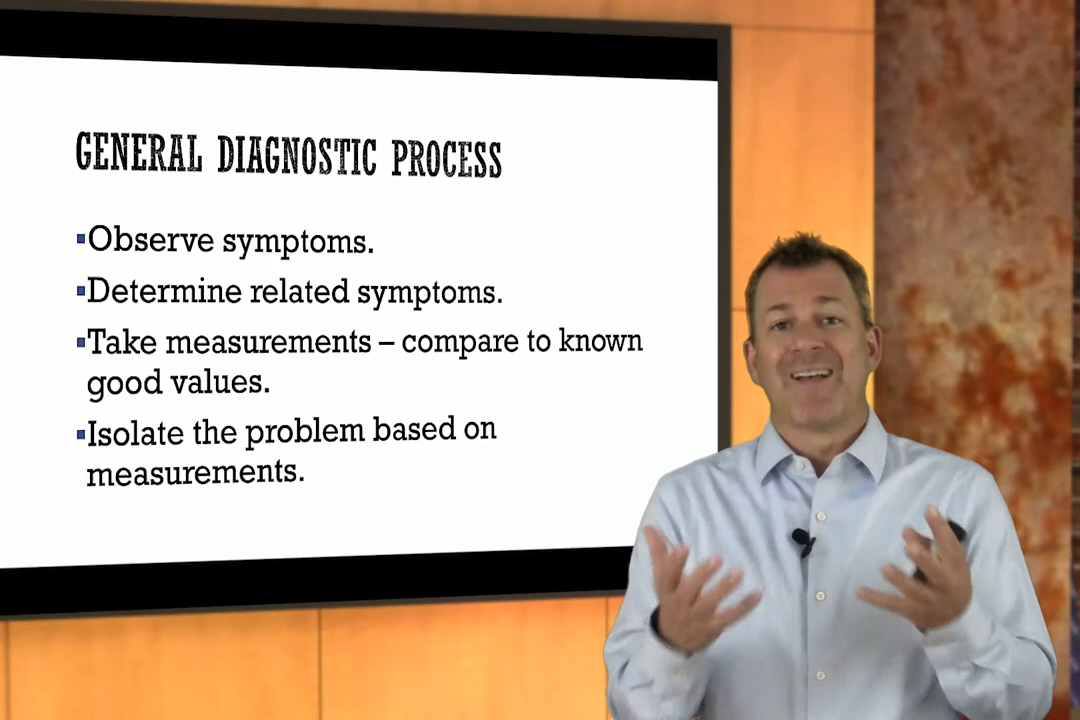 GENERAL DIAGNOSTIC PROCESS
▪Observe symptoms.
▪Determine related symptoms.
▪Take measurements – compare to known
good values.
▪Isolate the problem based on
measurements.